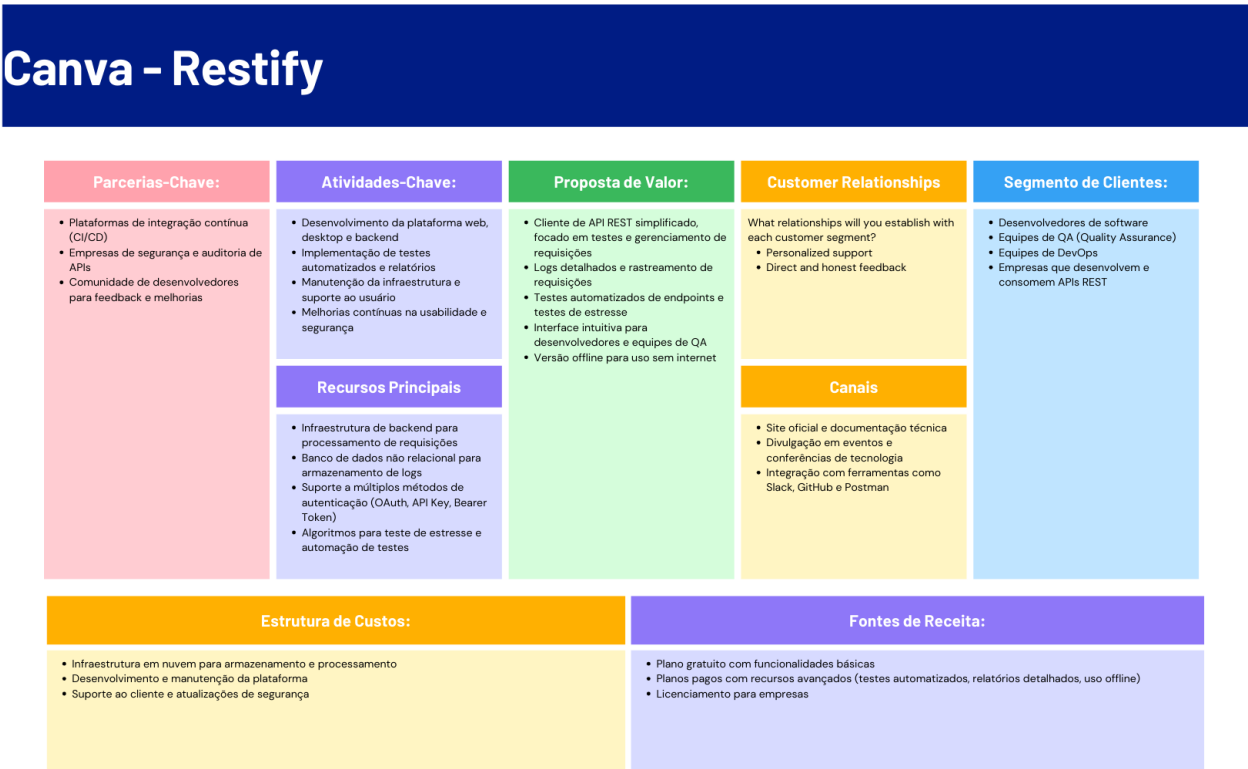 Canva - Restify
Parcerias-Chave:
• Plataformas de integração contínua
(CI/CD)
• Empresas de segurança e auditoria de
APIs
• Comunidade de desenvolvedores
para feedback e melhorias
Atividades-Chave:
• Desenvolvimento da plataforma web,
desktop e backend
• Implementação de testes
automatizados e relatórios
• Manutenção da infraestrutura e
suporte ao usuário
• Melhorias contínuas na usabilidade e
segurança
Recursos Principais
• Infraestrutura de backend para
processamento de requisições
• Banco de dados não relacional para
armazenamento de logs
• Suporte a múltiplos métodos de
autenticação (OAuth, API Key, Bearer
Token)
• Algoritmos para teste de estresse e
automação de testes
Proposta de Valor:
• Cliente de API REST simplificado,
focado em testes e gerenciamento de
requisições
• Logs detalhados e rastreamento de
requisições
• Testes automatizados de endpoints e
testes de estresse
• Interface intuitiva para
desenvolvedores e equipes de QA
• Versão offline para uso sem internet
Customer Relationships
What relationships will you establish with
each customer segment?
• Personalized support
• Direct and honest feedback
Canais
• Site oficial e documentação técnica
• Divulgação em eventos e
conferências de tecnologia
• Integração com ferramentas como
Slack, GitHub e Postman
Segmento de Clientes:
• Desenvolvedores de software
• Equipes de QA (Quality Assurance)
• Equipes de DevOps
• Empresas que desenvolvem e
consomem APIs REST
Estrutura de Custos:
• Infraestrutura em nuvem para armazenamento e processamento
• Desenvolvimento e manutenção da plataforma
• Suporte ao cliente e atualizações de segurança
Fontes de Receita:
• Plano gratuito com funcionalidades básicas
• Planos pagos com recursos avançados (testes automatizados, relatórios detalhados, uso offline)
• Licenciamento para empresas